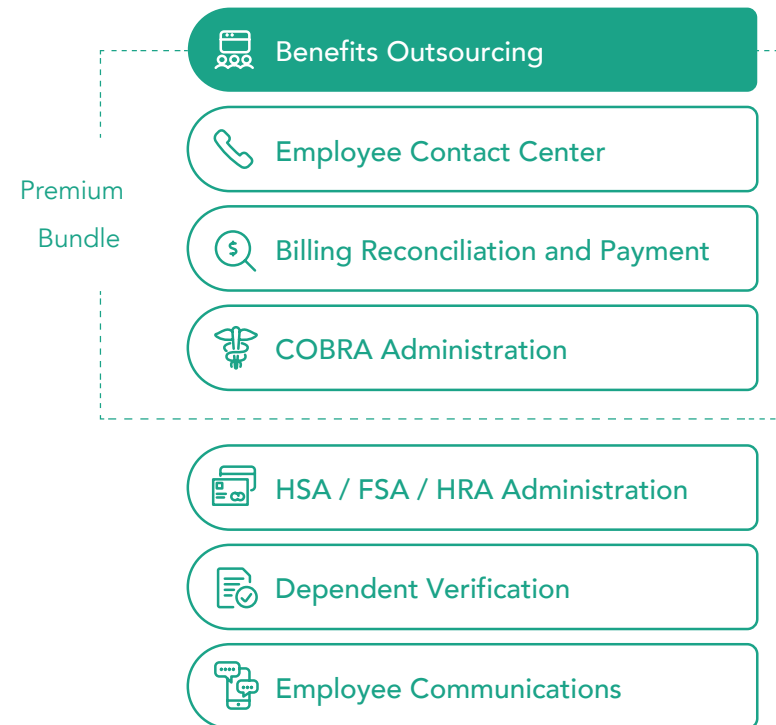 Benefits Outsourcing
Employee Contact Center
Premium
Bundle
Billing Reconciliation and Payment
$
COBRA Administration
HSA / FSA / HRA Administration
Dependent Verification
Employee Communications